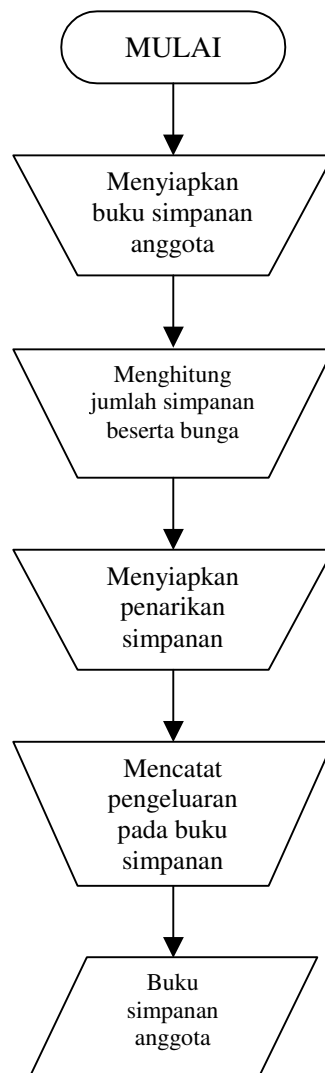 MULAI
Menyiapkan
buku simpanan
anggota
Menghitung
jumlah simpanan
beserta bunga
Menyiapkan
penarikan
simpanan
Mencatat
pengeluaran
pada buku
simpanan
Buku
simpanan
anggota